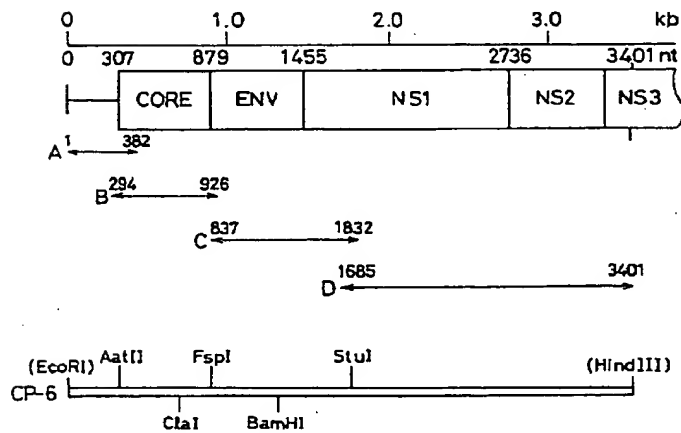 0 1.0 2.0 3.0 kb
0 307 879 1455 2736 3401 nt
CORE ENV NS1 NS2 NS3
A 1 382
B 294 926
C 837 1832
D 1685 3401
(EcoRI) AatII FspI StuI (HindIII)
CP-6
ClaI BamHI